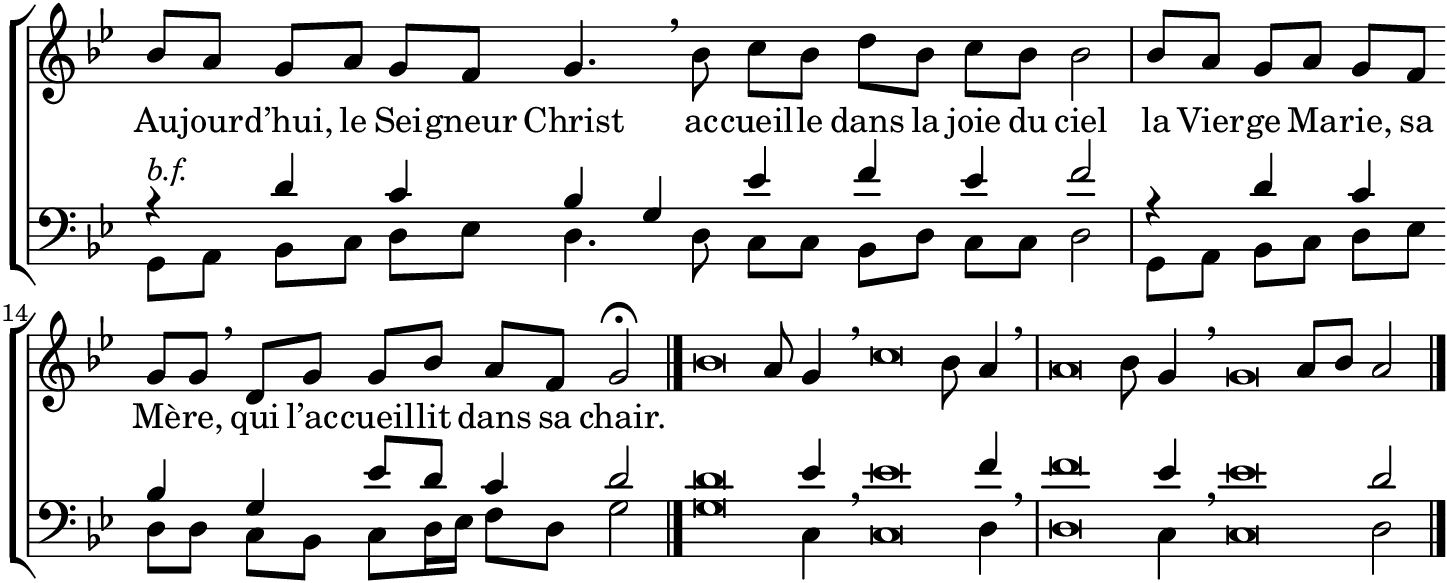 Aujourd’hui, le Seigneur Christ accueille dans la joie du ciel la Vierge Marie, sa
b.f.
14
Mère, qui l’accueillit dans sa chair.